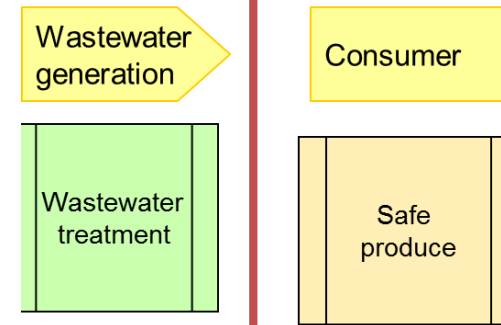 Wastewater
generation
Consumer
Wastewater
treatment
Safe
produce